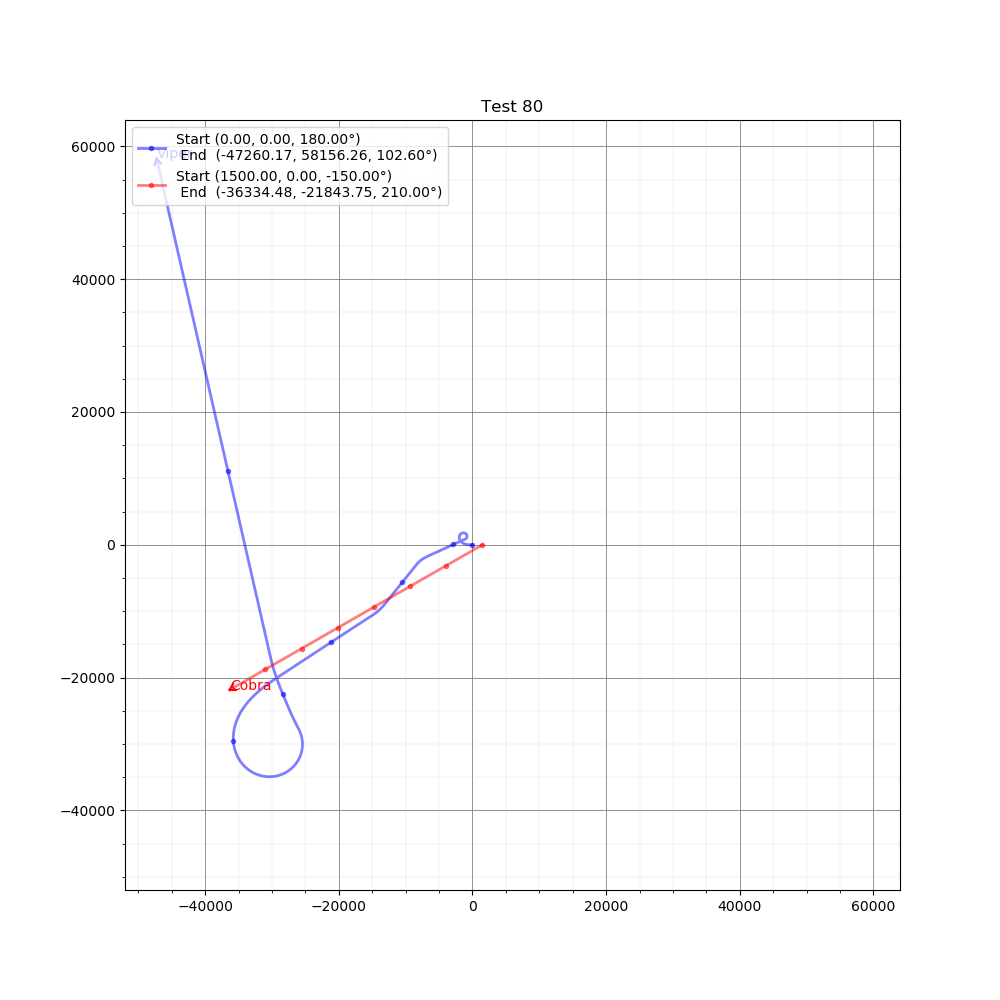 Test 80
Start (0.00, 0.00, 180.00°)
End  (-47260.17, 58156.26, 102.60°)
Start (1500.00, 0.00, -150.00°)
End  (-36334.48, -21843.75, 210.00°)
60000
40000
20000
0
−20000
−40000
Cobra
−40000
−20000
0
20000
40000
60000